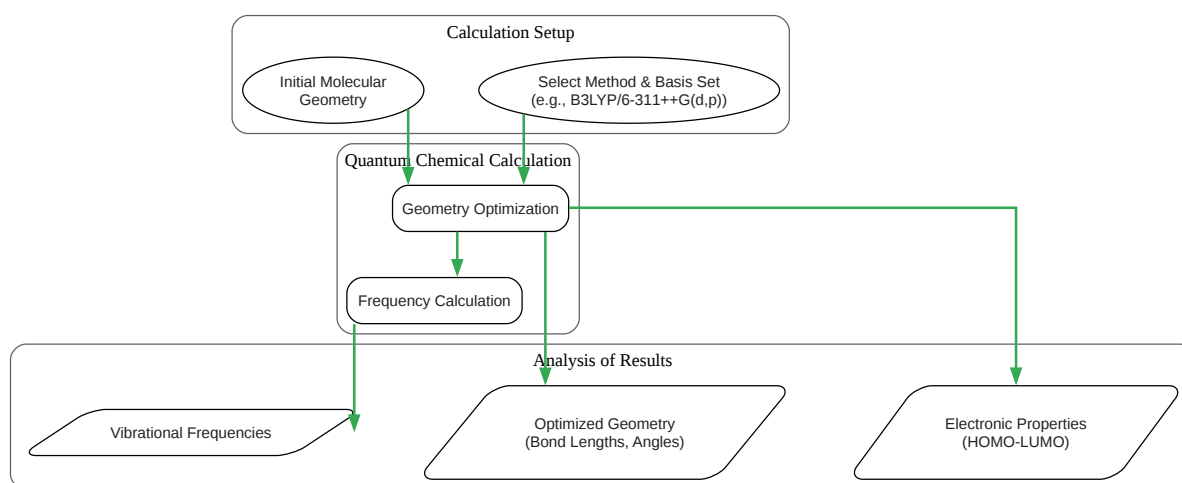 Calculation Setup
Initial Molecular
Geometry
Select Method & Basis Set
(e.g., B3LYP/6-311++G(d,p))
Quantum Chemical Calculation
Geometry Optimization
Frequency Calculation
Analysis of Results
Vibrational Frequencies
Optimized Geometry
(Bond Lengths, Angles)
Electronic Properties
(HOMO-LUMO)